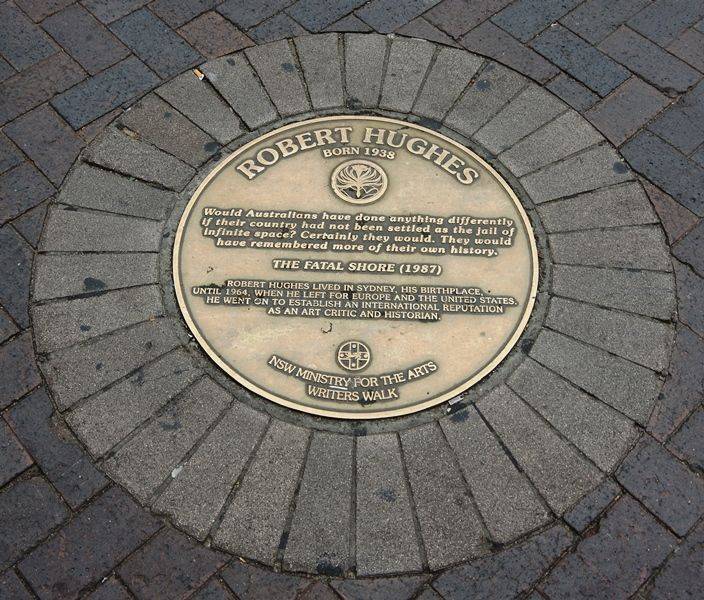 ROBERT HUGHES
BORN 1938
Would Australians have done anything differently
if their country had not been settled as the jail of
infinite space? Certainly they would. They would
have remembered more of their own history.
THE FATAL SHORE (1987)
ROBERT HUGHES LIVED IN SYDNEY, HIS BIRTHPLACE,
UNTIL 1964, WHEN HE LEFT FOR EUROPE AND THE UNITED STATES.
HE WENT ON TO ESTABLISH AN INTERNATIONAL REPUTATION
AS AN ART CRITIC AND HISTORIAN.
NSW MINISTRY FOR THE ARTS
WRITERS WALK